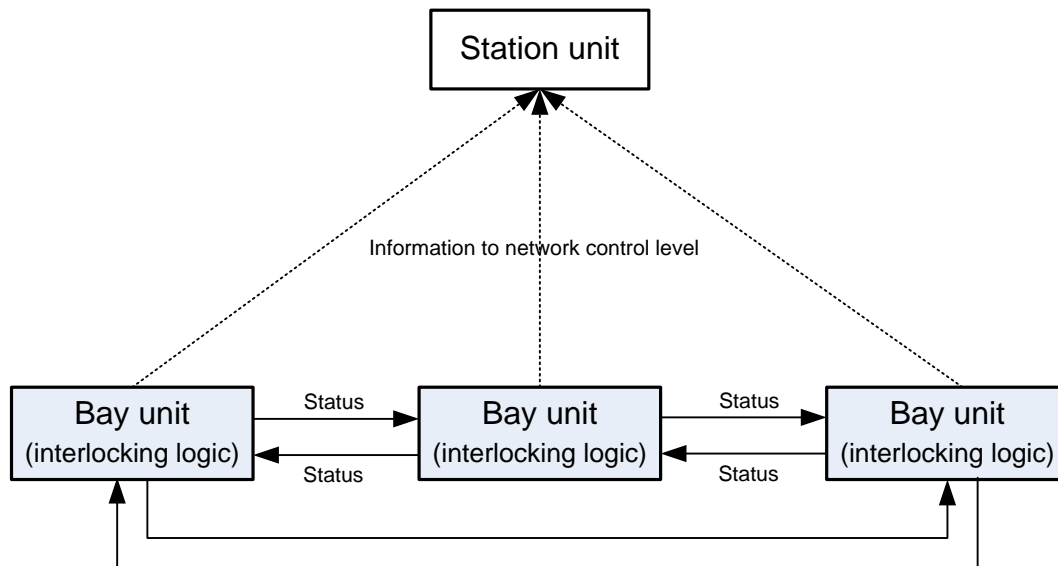 Station unit
Information to network control level
Bay unit
(interlocking logic)
Status
Status
Bay unit
(interlocking logic)
Status
Status
Bay unit
(interlocking logic)